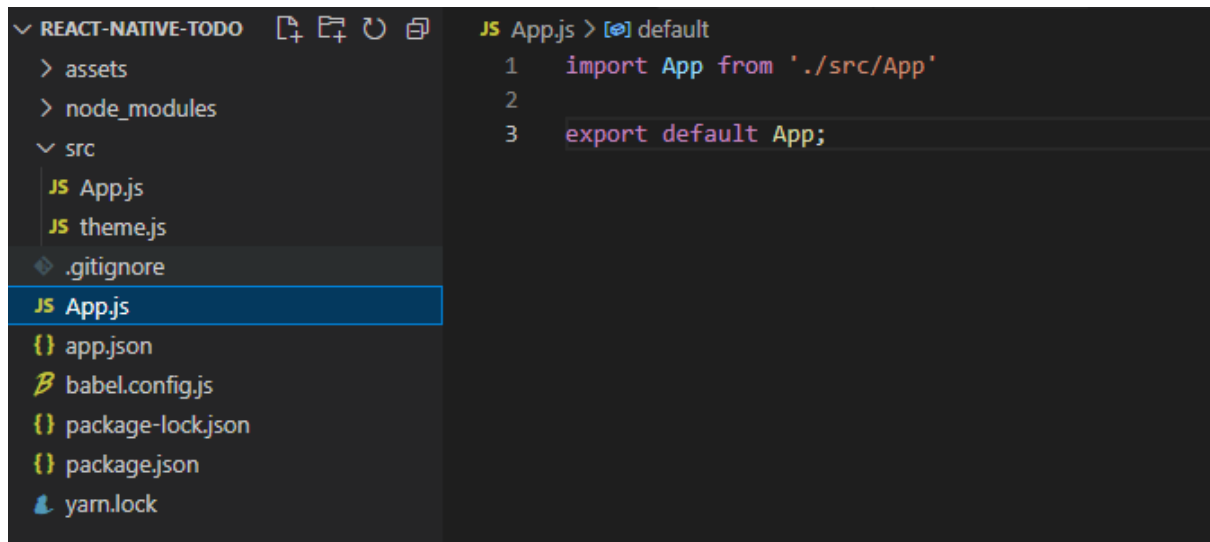 REACT-NATIVE-TODO
assets
node_modules
src
JS App.js
JS theme.js
.gitignore
JS App.js
{} app.json
B babel.config.js
{} package-lock.json
{} package.json
yarn.lock
JS App.js > default
1 import App from './src/App'
2
3 export default App;